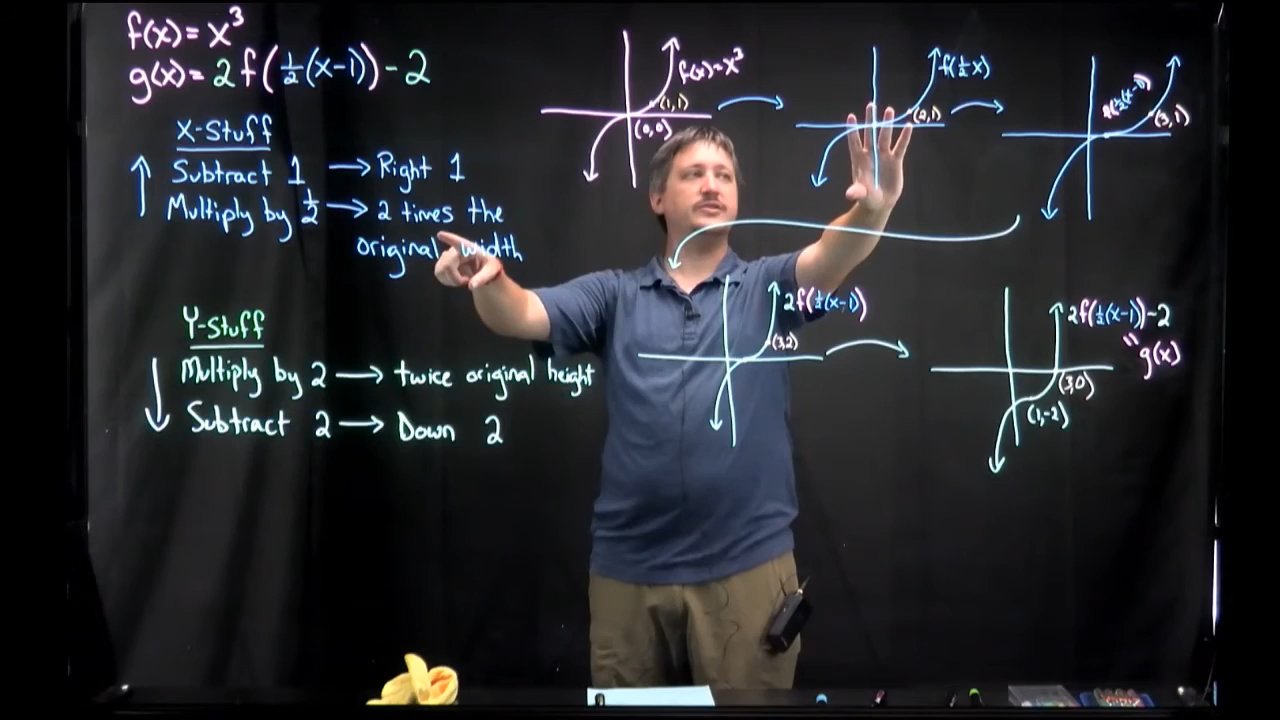 f(x) = x³
g(x) = 2f(½(x-1)) - 2
X-Stuff
Subtract 1 → Right 1
Multiply by ½ → 2 times the
original width
Y-Stuff
Multiply by 2 → twice original height
Subtract 2 → Down 2
f(x)=x³
(1,1)
(0,0)
f(½x)
(2,1)
f(½(x-1))
(3,1)
2f(½(x-1))
(3,2)
2f(½(x-1))-2
"
g(x)
(3,0)
(1,-2)